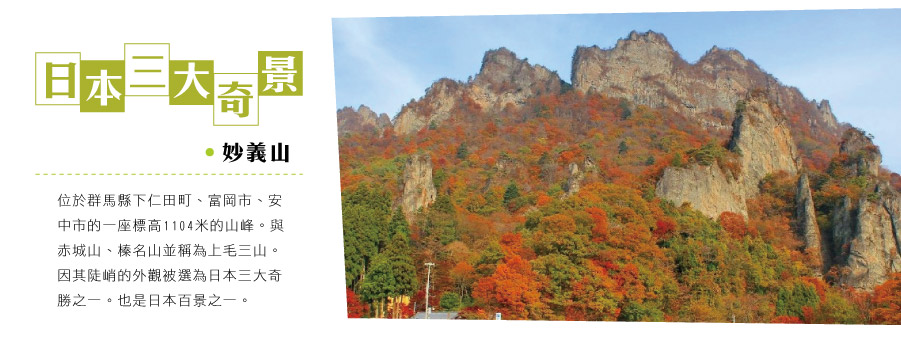 日本三大奇景
妙義山
位於群馬縣下仁田町、富岡市、安
中市的一座標高1104米的山峰。與
赤城山、榛名山並稱為上毛三山。
因其陡峭的外觀被選為日本三大奇
勝之一。也是日本百景之一。